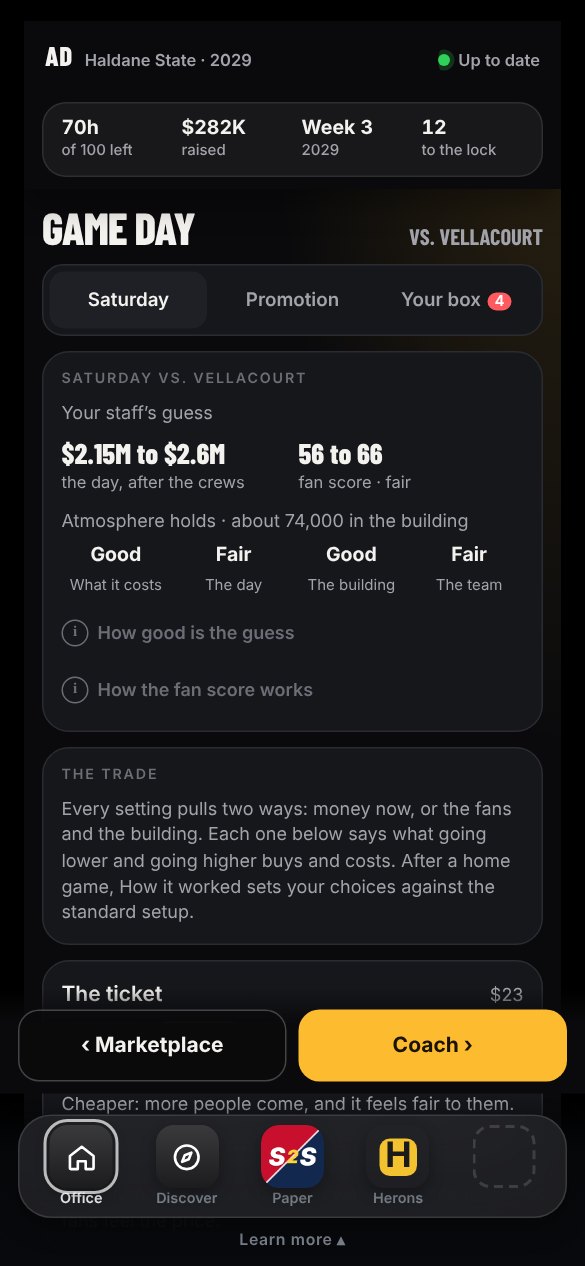 AD Haldane State · 2029 Up to date
70h $282K Week 3 12
of 100 left raised 2029 to the lock
GAME DAY VS. VELLACOURT
Saturday Promotion Your box 4
SATURDAY VS. VELLACOURT
Your staff’s guess
$2.15M to $2.6M 56 to 66
the day, after the crews fan score · fair
Atmosphere holds · about 74,000 in the building
Good Fair Good Fair
What it costs The day The building The team
i How good is the guess
i How the fan score works
THE TRADE
Every setting pulls two ways: money now, or the fans
and the building. Each one below says what going
lower and going higher buys and costs. After a home
game, How it worked sets your choices against the
standard setup.
The ticket $23
‹ Marketplace Coach ›
Cheaper: more people come, and it feels fair to them.
S2S H
Office Discover Paper Herons
fans feel the price.
Learn more ▴